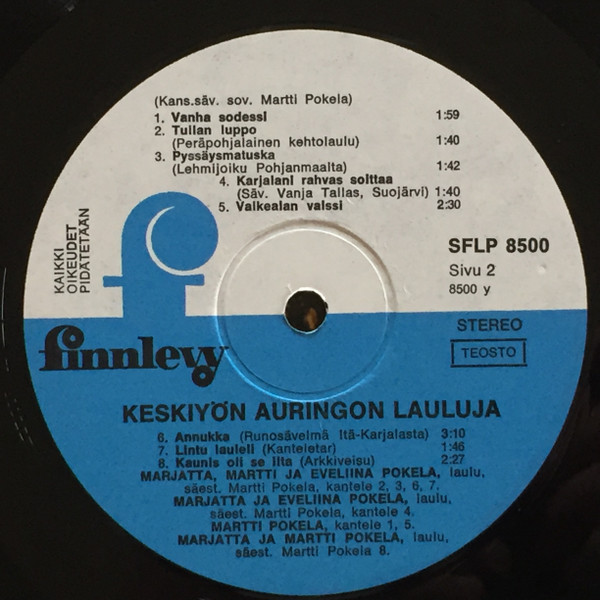 (Kans.säv. sov. Martti Pokela)
1. Vanha sodessi 1:59
2. Tullan luppo
(Peräpohjalainen kehtolaulu) 1:40
3. Pyssäysmatuska
(Lehmijoiku Pohjanmaalta) 1:42
4. Karjalani rahvas soittaa
(Säv. Vanja Tallas, Suojärvi) 1:40
5. Valkealan valssi 2:30
KAIKKI
OIKEUDET
PIDÄTETÄÄN
SFLP 8500
Sivu 2
8500 y
STEREO
TEOSTO
finnlevy
KESKIYÖN AURINGON LAULUJA
6. Annukka (Runosävelmä Itä-Karjalasta) 3:10
7. Lintu lauleli (Kanteletar) 1:46
8. Kaunis oli se ilta (Arkkiveisu) 2:27
MARJATTA, MARTTI JA EVELIINA POKELA, laulu,
säest. Martti Pokela, kantele 2, 3, 6, 7.
MARJATTA JA EVELIINA POKELA, laulu,
säest. Martti Pokela, kantele 4.
MARTTI POKELA, kantele 1, 5.
MARJATTA JA MARTTI POKELA, laulu,
säest. Martti Pokela 8.